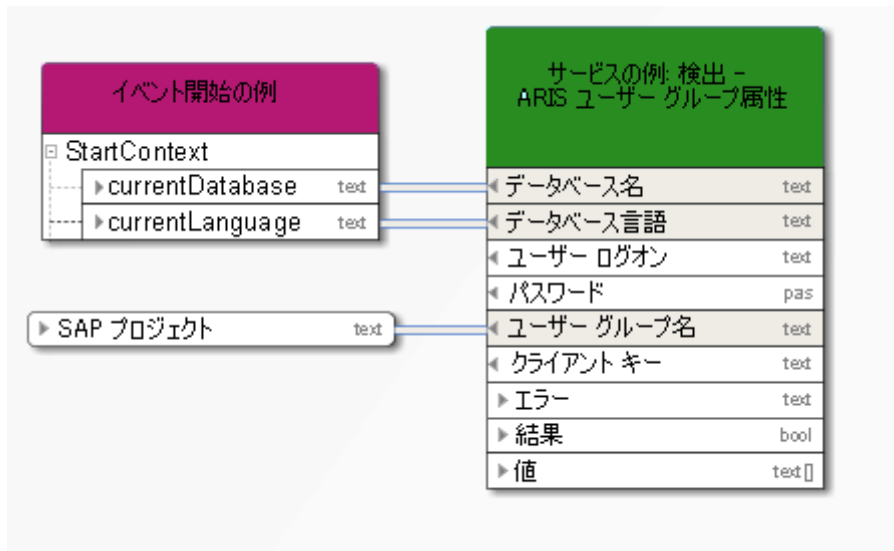 イベント開始の例
StartContext
currentDatabase text
currentLanguage text
SAP プロジェクト text
サービスの例: 検出 –
ARIS ユーザー グループ属性
データベース名 text
データベース言語 text
ユーザー ログオン text
パスワード pas
ユーザー グループ名 text
クライアント キー text
エラー text
結果 bool
値 text[]